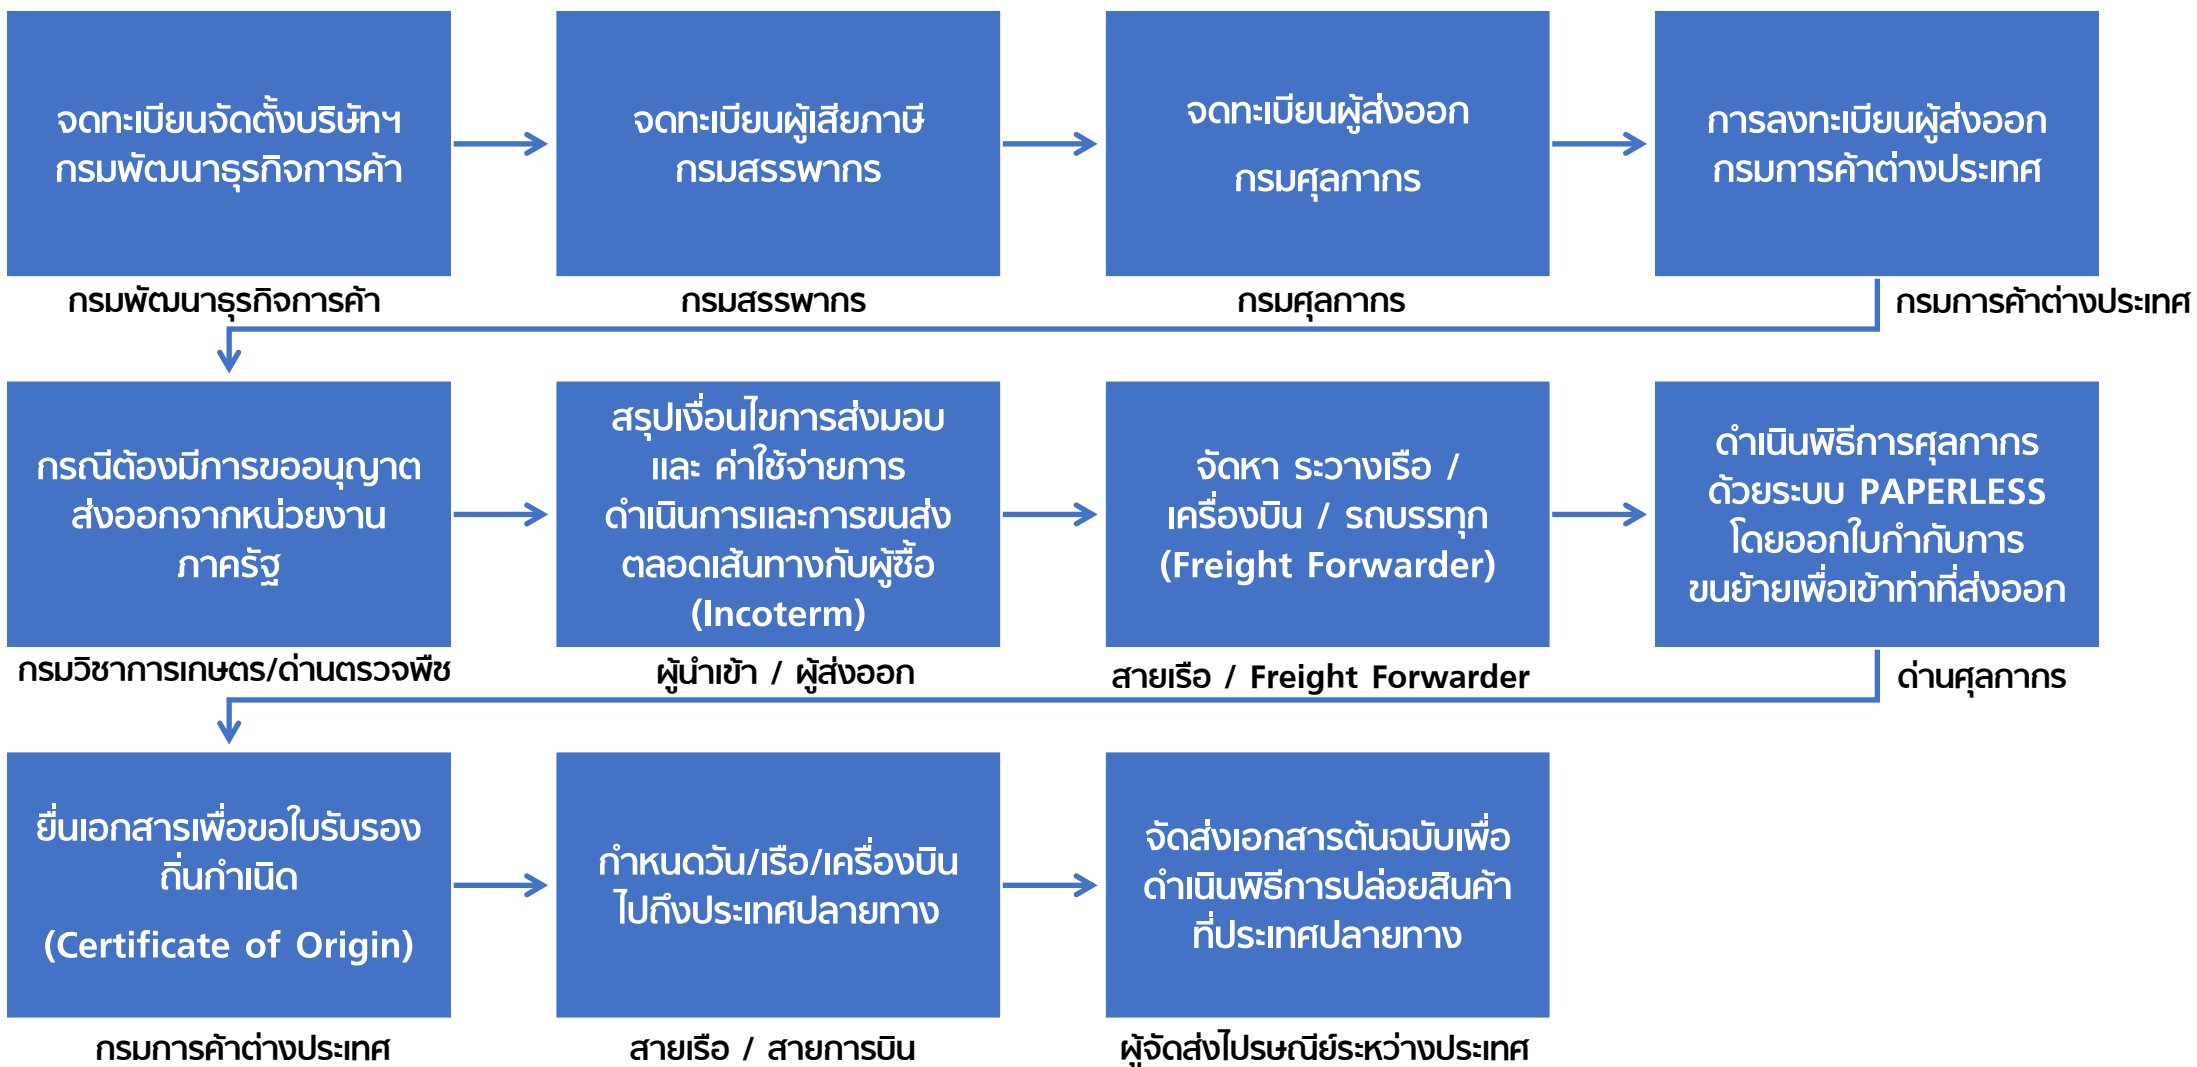 จดทะเบียนจัดตั้งบริษัทฯ
กรมพัฒนาธุรกิจการค้า
กรมพัฒนาธุรกิจการค้า
จดทะเบียนผู้เสียภาษี
กรมสรรพากร
กรมสรรพากร
จดทะเบียนผู้ส่งออก
กรมศุลกากร
กรมศุลกากร
การลงทะเบียนผู้ส่งออก
กรมการค้าต่างประเทศ
กรมการค้าต่างประเทศ
กรณีต้องมีการขออนุญาต
ส่งออกจากหน่วยงาน
ภาครัฐ
กรมวิชาการเกษตร/ด่านตรวจพืช
สรุปเงื่อนไขการส่งมอบ
และ ค่าใช้จ่ายการ
ดำเนินการและการขนส่ง
ตลอดเส้นทางกับผู้ซื้อ
(Incoterm)
ผู้นำเข้า / ผู้ส่งออก
จัดหา ระวางเรือ /
เครื่องบิน / รถบรรทุก
(Freight Forwarder)
สายเรือ / Freight Forwarder
ดำเนินพิธีการศุลกากร
ด้วยระบบ PAPERLESS
โดยออกใบกำกับการ
ขนย้ายเพื่อเข้าท่าที่ส่งออก
ด่านศุลกากร
ยื่นเอกสารเพื่อขอใบรับรอง
ถิ่นกำเนิด
(Certificate of Origin)
กรมการค้าต่างประเทศ
กำหนดวัน/เรือ/เครื่องบิน
ไปถึงประเทศปลายทาง
สายเรือ / สายการบิน
จัดส่งเอกสารต้นฉบับเพื่อ
ดำเนินพิธีการปล่อยสินค้า
ที่ประเทศปลายทาง
ผู้จัดส่งไปรษณีย์ระหว่างประเทศ